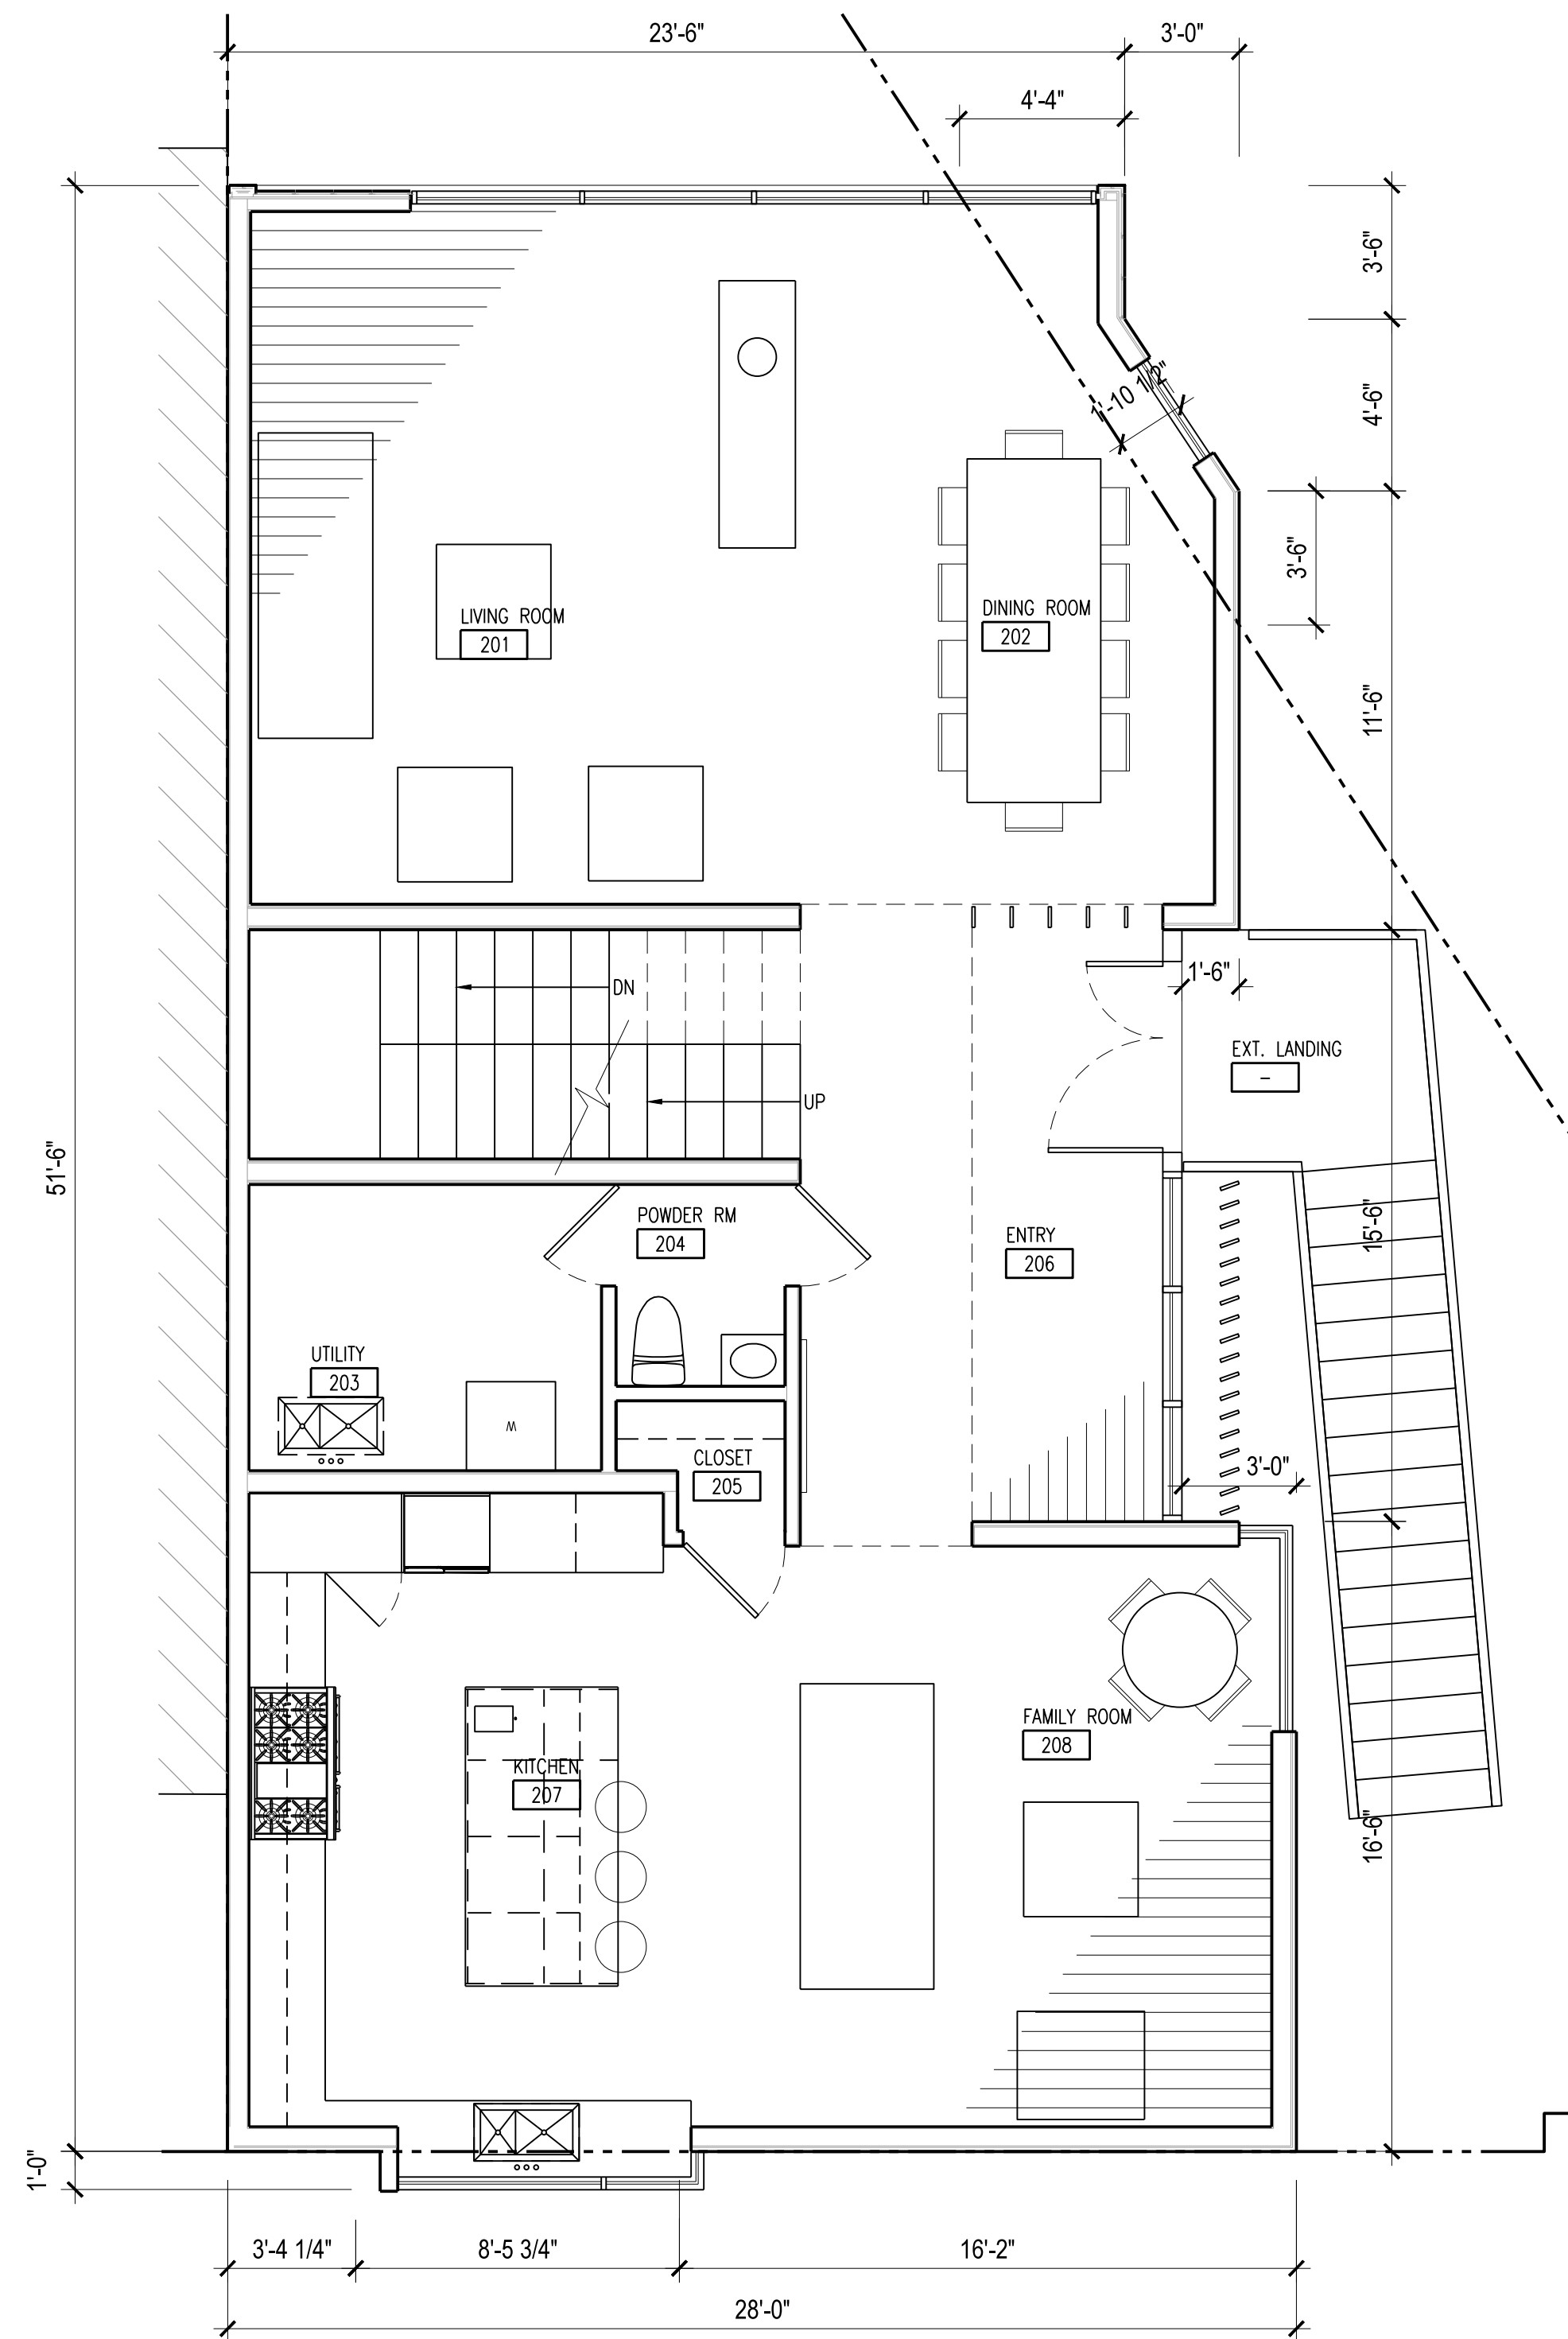 23'-6"
3'-0"
4'-4"
3'-6"
4'-6"
1'-10 1/2"
3'-6"
LIVING ROOM
201
DINING ROOM
202
11'-6"
DN
1'-6"
EXT. LANDING
–
UP
51'-6"
POWDER RM
204
ENTRY
206
15'-6"
UTILITY
203
W
CLOSET
205
3'-0"
FAMILY ROOM
208
KITCHEN
207
16'-6"
1'-0"
3'-4 1/4"
8'-5 3/4"
16'-2"
28'-0"